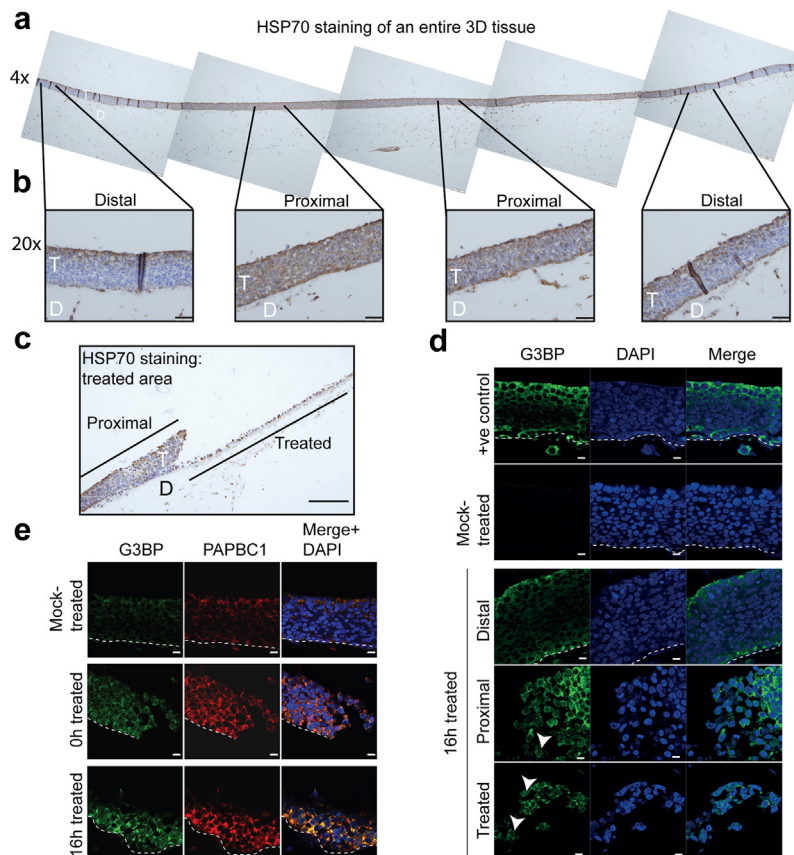 a
HSP70 staining of an entire 3D tissue
4x
T
D
b
Distal
Proximal
Proximal
Distal
20x
T
D
T
D
T
D
T
D
c
HSP70 staining:
treated area
Proximal
T
D
Treated
d
G3BP
DAPI
Merge
+ve control
Mock-
treated
16h treated
Distal
Proximal
Treated
e
G3BP
PAPBC1
Merge+
DAPI
Mock-
treated
0h treated
16h treated